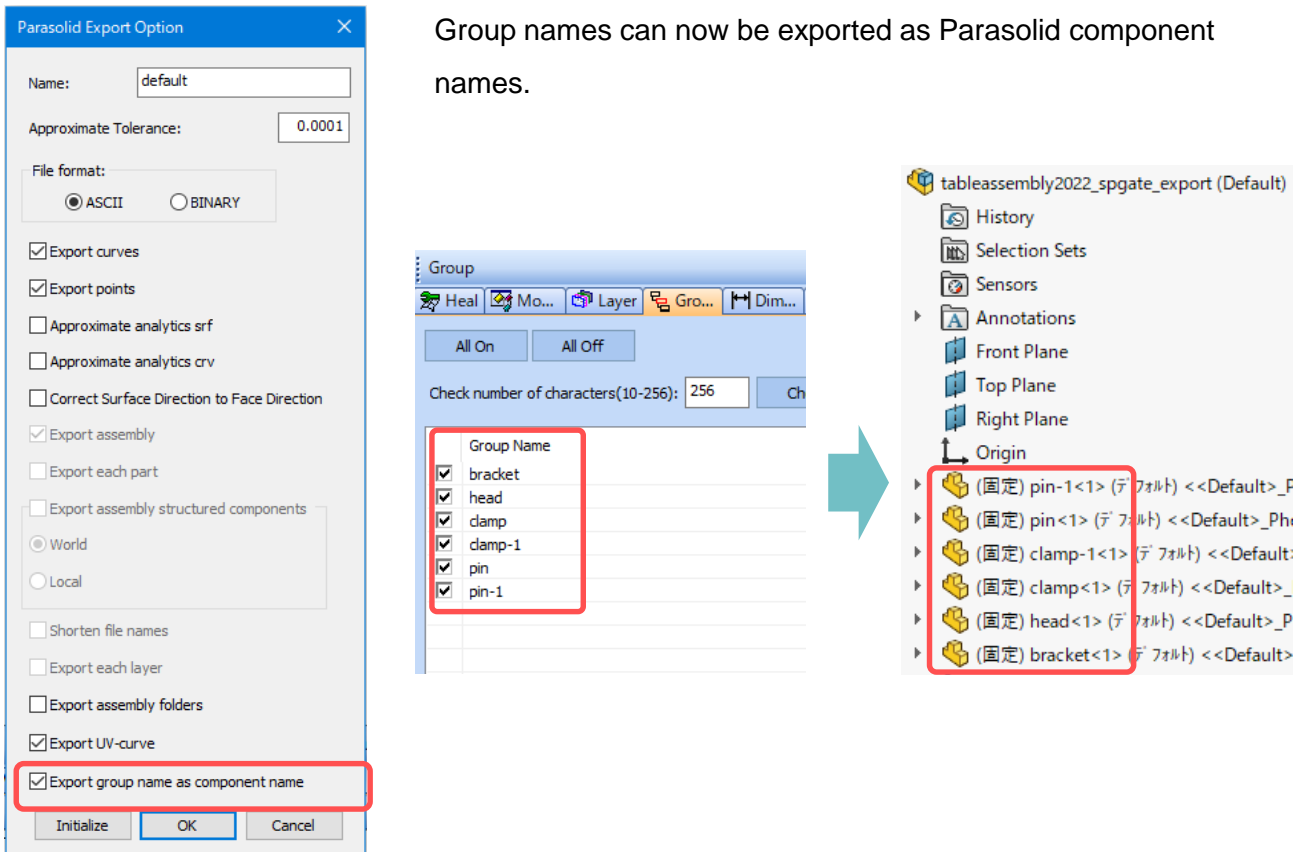 Parasolid Export Option
Name:
default
Approximate Tolerance:
0.0001
File format:
ASCII
BINARY
Export curves
Export points
Approximate analytics srf
Approximate analytics crv
Correct Surface Direction to Face Direction
Export assembly
Export each part
Export assembly structured components
World
Local
Shorten file names
Export each layer
Export assembly folders
Export UV-curve
Export group name as component name
Initialize
OK
Cancel
Group names can now be exported as Parasolid component
names.
Group
Heal
Mo...
Layer
Gro...
Dim...
All On
All Off
Check number of characters(10-256):
256
Ch
Group Name
bracket
head
clamp
clamp-1
pin
pin-1
tableassembly2022_spgate_export (Default)
History
Selection Sets
Sensors
Annotations
Front Plane
Top Plane
Right Plane
Origin
(固定) pin-1<1> (ﾃﾞﾌｫﾙﾄ) <<Default>_P
(固定) pin<1> (ﾃﾞﾌｫﾙﾄ) <<Default>_Pho
(固定) clamp-1<1> (ﾃﾞﾌｫﾙﾄ) <<Default>
(固定) clamp<1> (ﾃﾞﾌｫﾙﾄ) <<Default>_
(固定) head<1> (ﾃﾞﾌｫﾙﾄ) <<Default>_P
(固定) bracket<1> (ﾃﾞﾌｫﾙﾄ) <<Default>